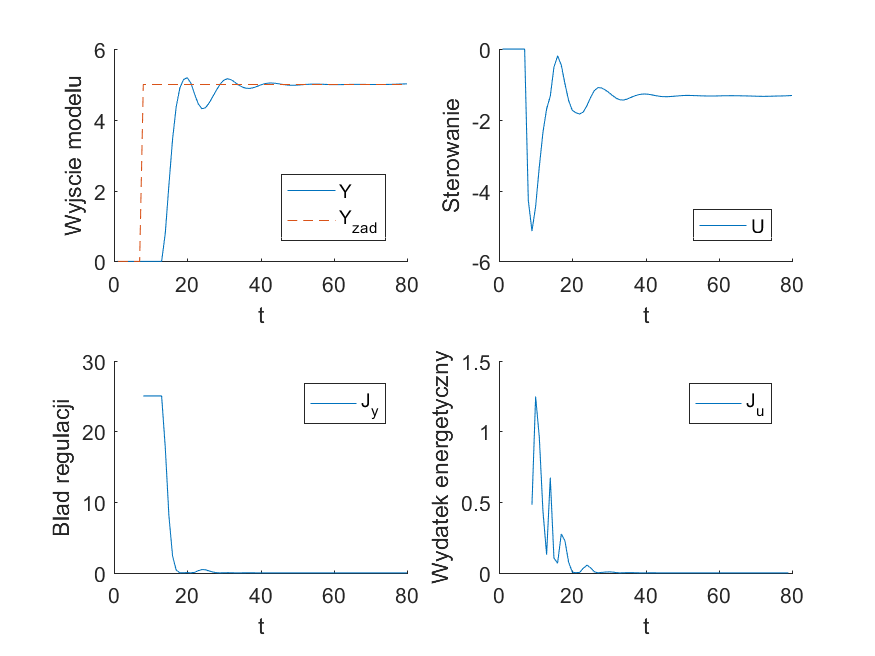 Wyjscie modelu
6
4
2
0
0
20
40
60
80
t
Y
Y_zad
Sterowanie
0
-2
-4
-6
0
20
40
60
80
t
U
Blad regulacji
30
20
10
0
0
20
40
60
80
t
J_y
Wydatek energetyczny
1.5
1
0.5
0
0
20
40
60
80
t
J_u